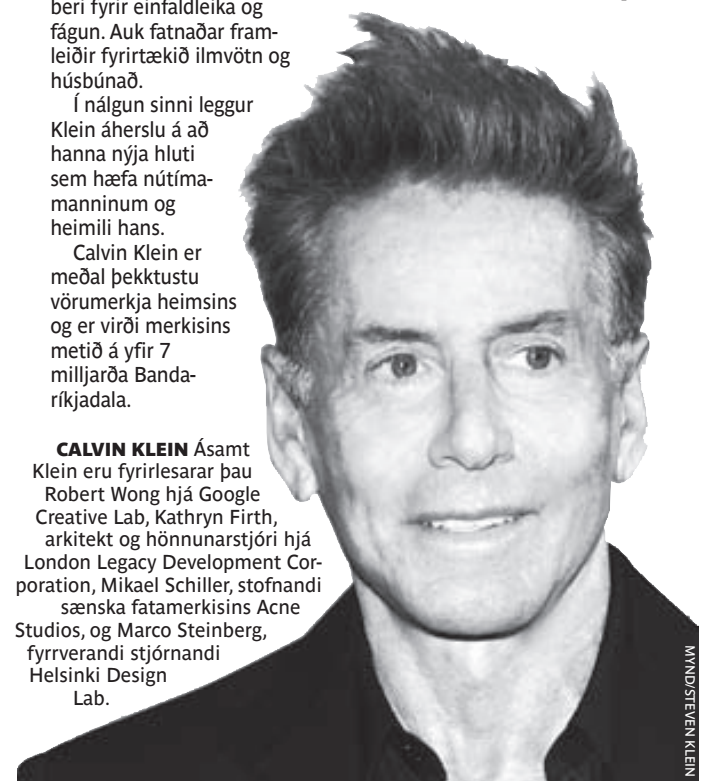 beri fyrir einfaldleika og
fágun. Auk fatnaðar fram-
leiðir fyrirtækið ilmvötn og
húsbúnað.
Í nálgun sinni leggur
Klein áherslu á að
hanna nýja hluti
sem hæfa nútíma-
manninum og
heimili hans.
Calvin Klein er
meðal þekktustu
vörumerkja heimsins
og er virði merkisins
metið á yfir 7
milljarða Banda-
ríkjadala.
CALVIN KLEIN Ásamt
Klein eru fyrirlesarar þau
Robert Wong hjá Google
Creative Lab, Kathryn Firth,
arkitekt og hönnunarstjóri hjá
London Legacy Development Cor-
poration, Mikael Schiller, stofnandi
sænska fatamerkisins Acne
Studios, og Marco Steinberg,
fyrrverandi stjórnandi
Helsinki Design
Lab.
MYND/STEVEN KLEIN